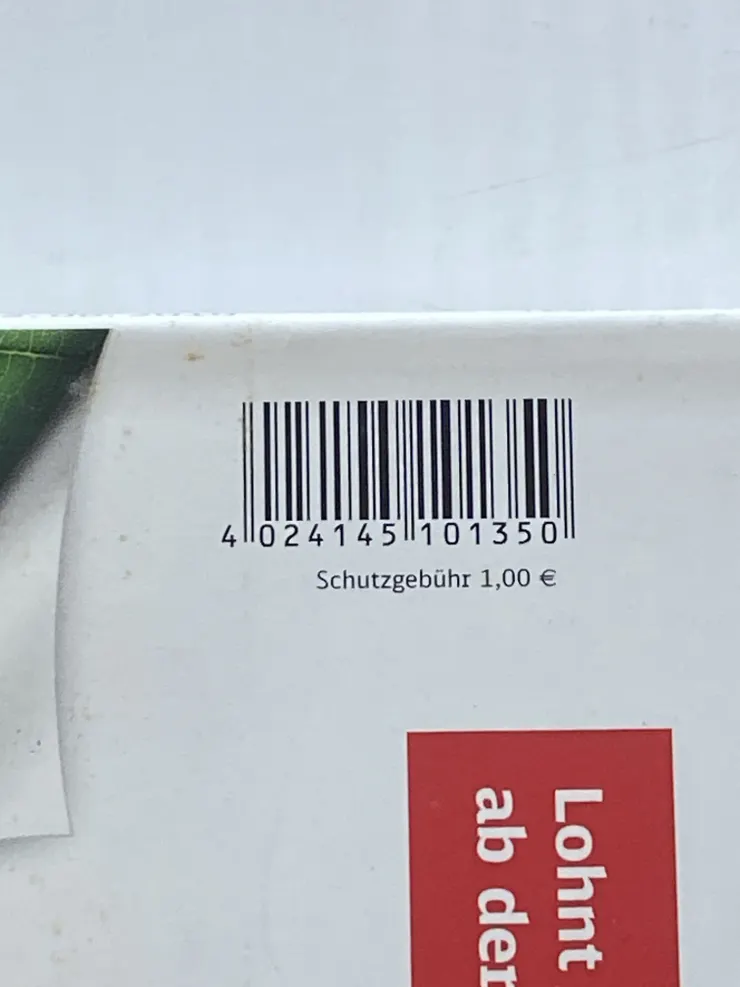 4 024145 101350
Schutzgebühr 1,00 €
Lohnt
ab der